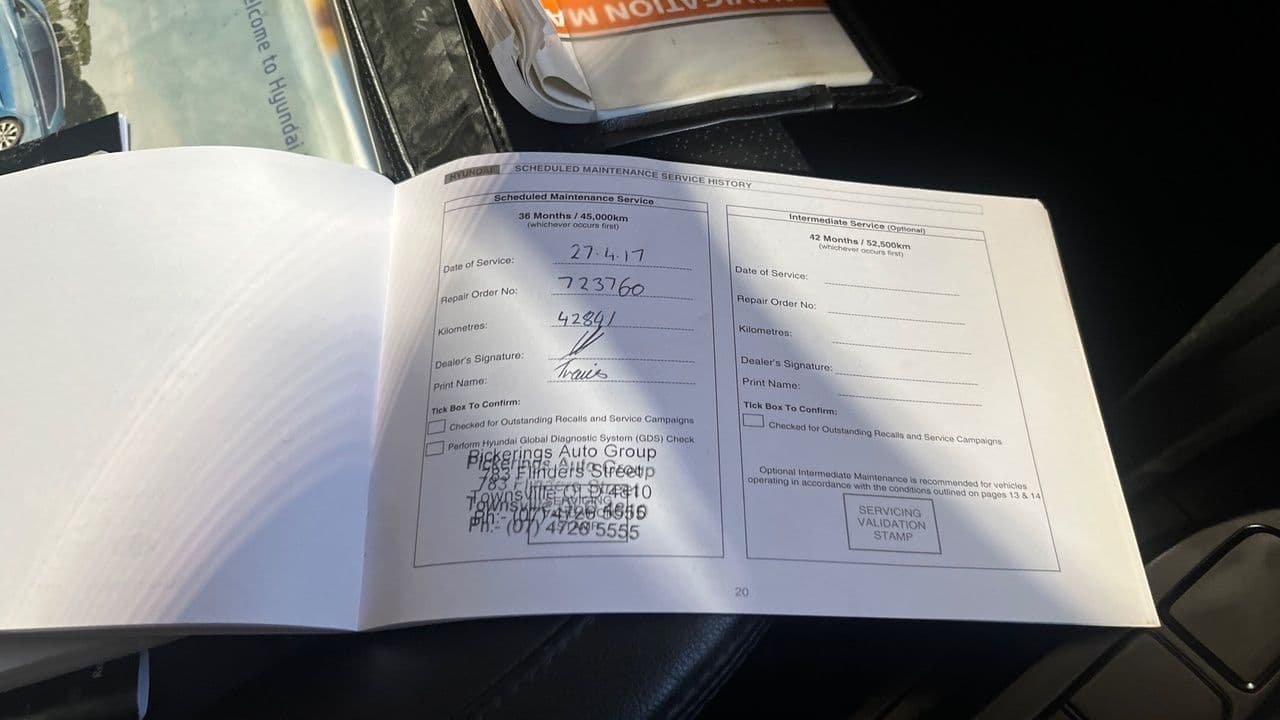 Welcome to Hyundai
NAVIGATION MA
HYUNDAI SCHEDULED MAINTENANCE SERVICE HISTORY
Scheduled Maintenance Service
36 Months / 45,000km
(whichever occurs first)
Date of Service: 27.4.17
Repair Order No: 723760
Kilometres: 42891
Dealer's Signature:
Print Name: Travis
Tick Box To Confirm:
Checked for Outstanding Recalls and Service Campaigns
Perform Hyundai Global Diagnostic System (GDS) Check
Pickerings Auto Group
783 Flinders Street
Townsville QLD 4810
Ph:- (07) 4726 5555
Intermediate Service (Optional)
42 Months / 52,500km
(whichever occurs first)
Date of Service:
Repair Order No:
Kilometres:
Dealer's Signature:
Print Name:
Tick Box To Confirm:
Checked for Outstanding Recalls and Service Campaigns
Optional Intermediate Maintenance is recommended for vehicles
operating in accordance with the conditions outlined on pages 13 & 14
SERVICING
VALIDATION
STAMP
20